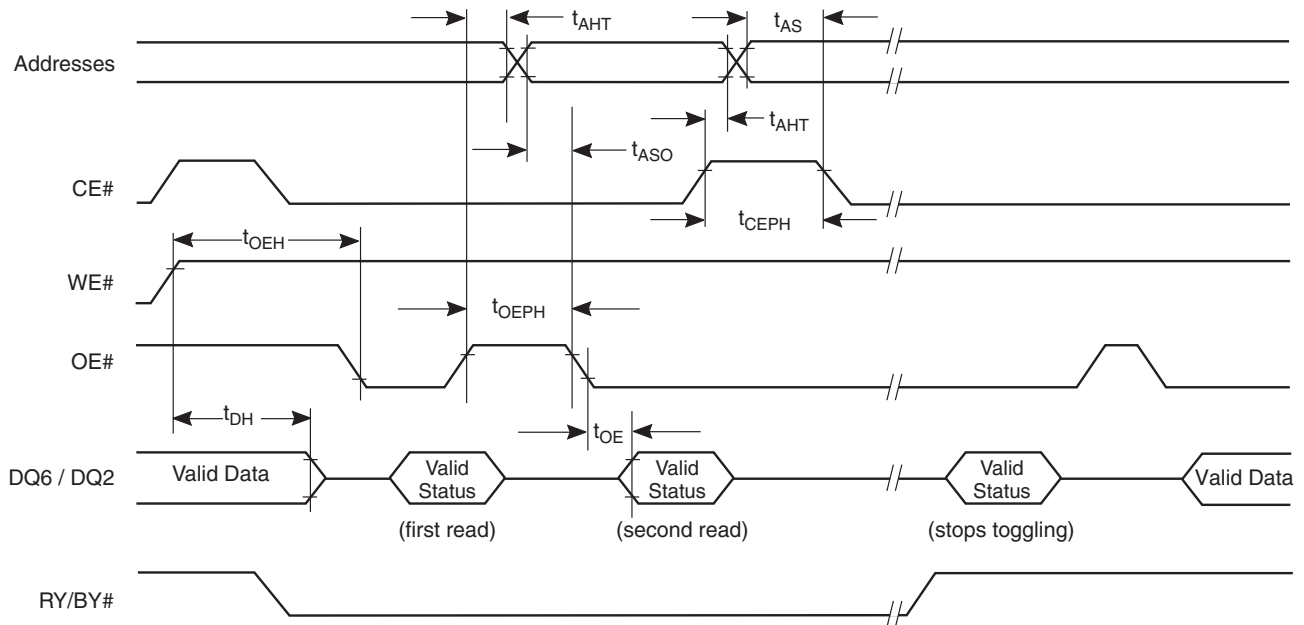 tAHT
tAS
Addresses
tAHT
tASO
CE#
tCEPH
tOEH
WE#
tOEPH
OE#
tDH
tOE
DQ6 / DQ2
Valid Data
Valid
Status
Valid
Status
Valid
Status
Valid Data
(first read)
(second read)
(stops toggling)
RY/BY#